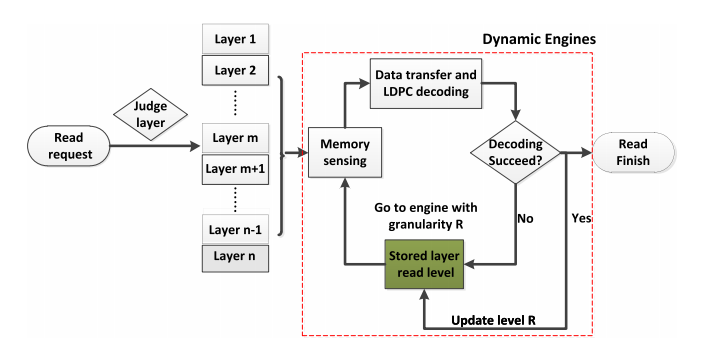 Dynamic Engines
Layer 1
Layer 2
Layer m
Layer m+1
Layer n-1
Layer n
Judge
layer
Read
request
Data transfer and
LDPC decoding
Memory
sensing
Decoding
Succeed?
Read
Finish
Go to engine with
granularity R
No
Yes
Stored layer
read level
Update level R